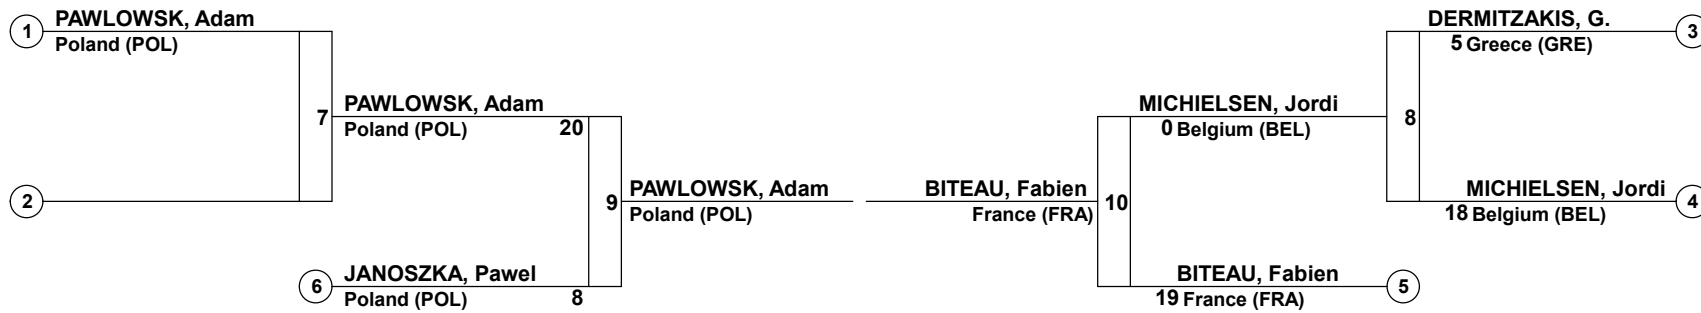 1 PAWLOWSK, Adam
Poland (POL)
7
PAWLOWSK, Adam
Poland (POL) 20
2
9
PAWLOWSK, Adam
Poland (POL)
6 JANOSZKA, Pawel
Poland (POL) 8
DERMITZAKIS, G. 3
5 Greece (GRE)
MICHIELSEN, Jordi
0 Belgium (BEL)
8
BITEAU, Fabien
France (FRA)
10
MICHIELSEN, Jordi 4
18 Belgium (BEL)
BITEAU, Fabien
19 France (FRA) 5